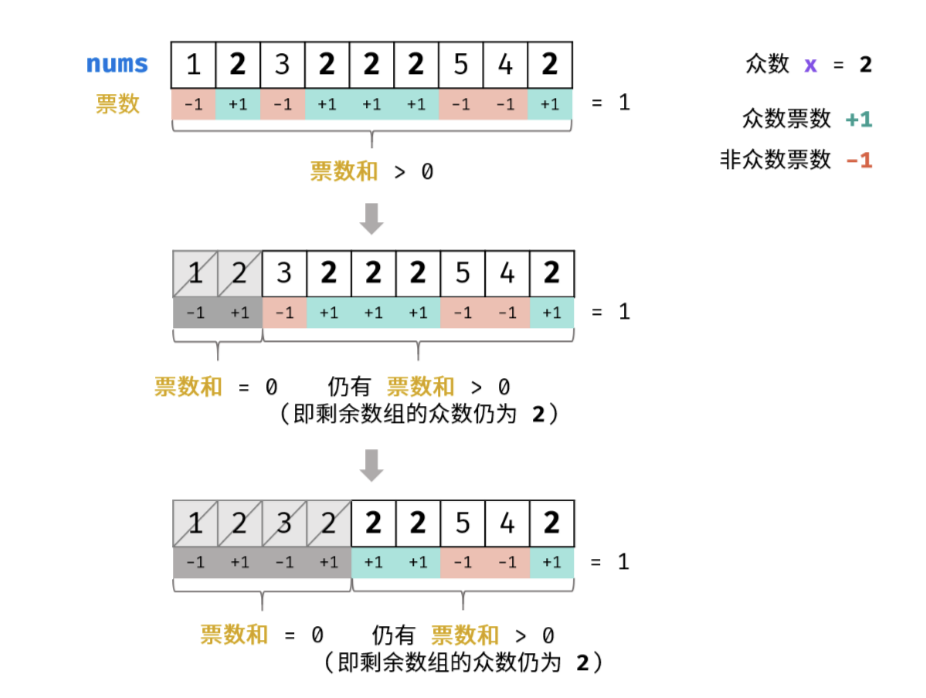 nums 1 2 3 2 2 2 5 4 2 众数 x = 2
票数 -1 +1 -1 +1 +1 +1 -1 -1 +1 = 1 众数票数 +1
票数和 > 0 非众数票数 -1
1 2 3 2 2 2 5 4 2
-1 +1 -1 +1 +1 +1 -1 -1 +1 = 1
票数和 = 0 仍有 票数和 > 0
(即剩余数组的众数仍为 2)
1 2 3 2 2 2 5 4 2
-1 +1 -1 +1 +1 +1 -1 -1 +1 = 1
票数和 = 0 仍有 票数和 > 0
(即剩余数组的众数仍为 2)